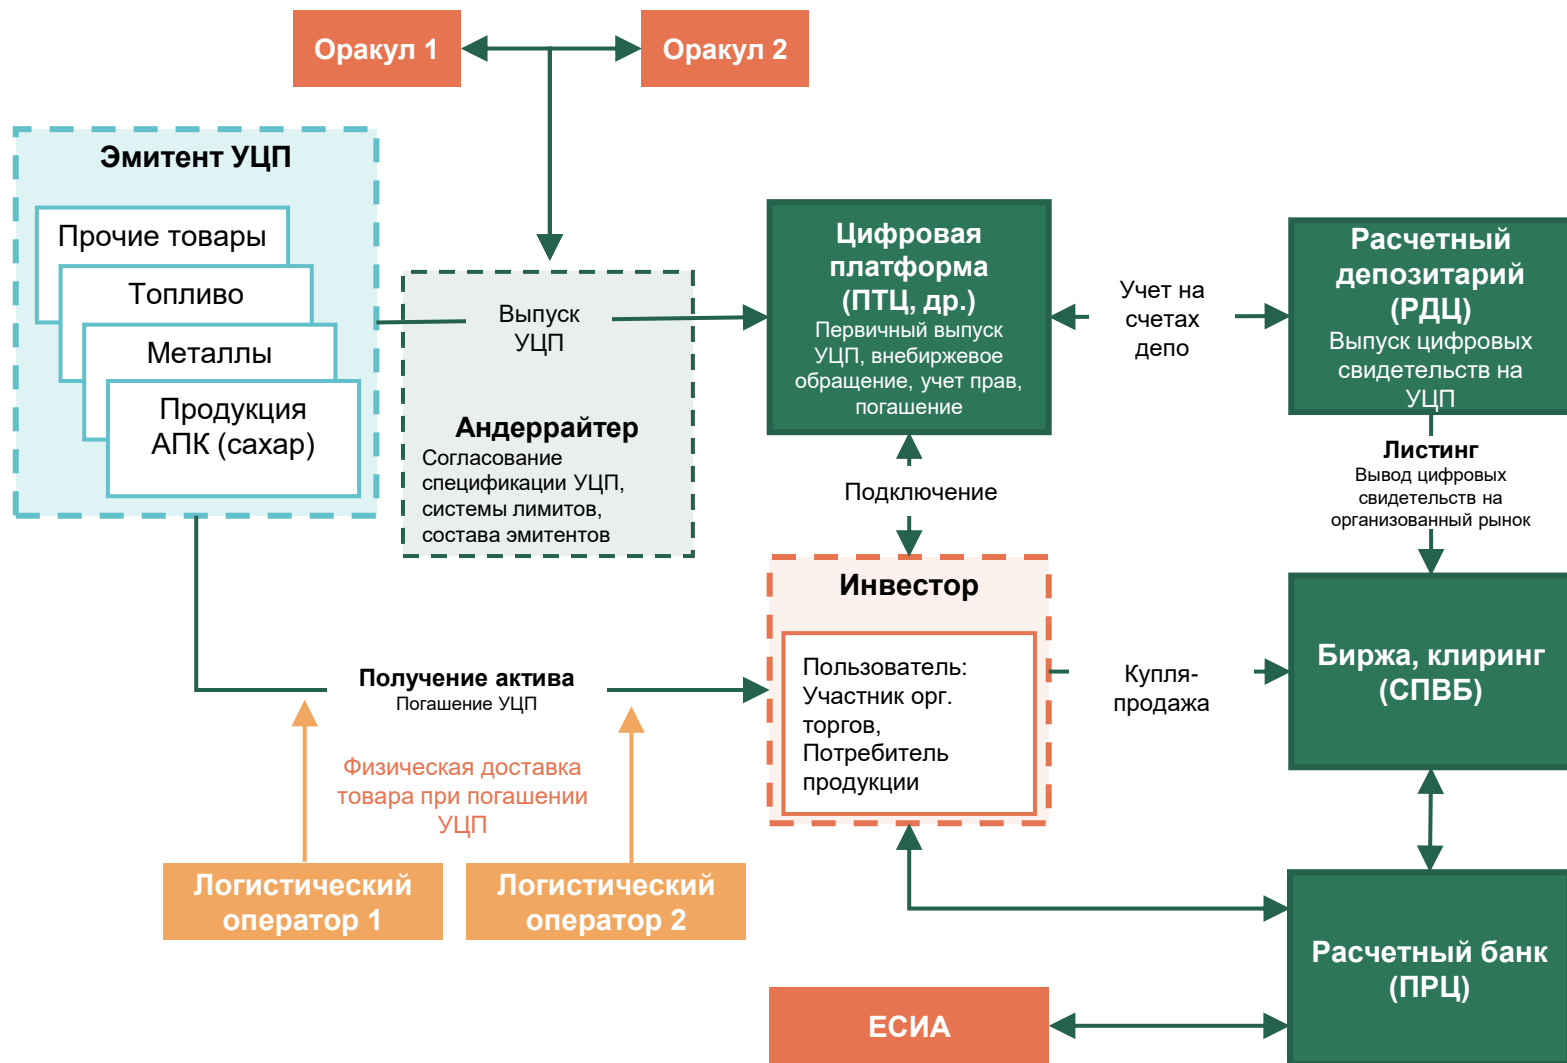 Оракул 1
Оракул 2
Эмитент УЦП
Прочие товары
Топливо
Металлы
Продукция
АПК (сахар)
Выпуск
УЦП
Андеррайтер
Согласование
спецификации УЦП,
системы лимитов,
состава эмитентов
Цифровая
платформа
(ПТЦ, др.)
Первичный выпуск
УЦП, внебиржевое
обращение, учет прав,
погашение
Учет на
счетах
депо
Расчетный
депозитарий
(РДЦ)
Выпуск цифровых
свидетельств на
УЦП
Листинг
Вывод цифровых
свидетельств на
организованный рынок
Подключение
Инвестор
Пользователь:
Участник орг.
торгов,
Потребитель
продукции
Купля-
продажа
Биржа, клиринг
(СПВБ)
Получение актива
Погашение УЦП
Физическая доставка
товара при погашении
УЦП
Логистический
оператор 1
Логистический
оператор 2
Расчетный банк
(ПРЦ)
ЕСИА